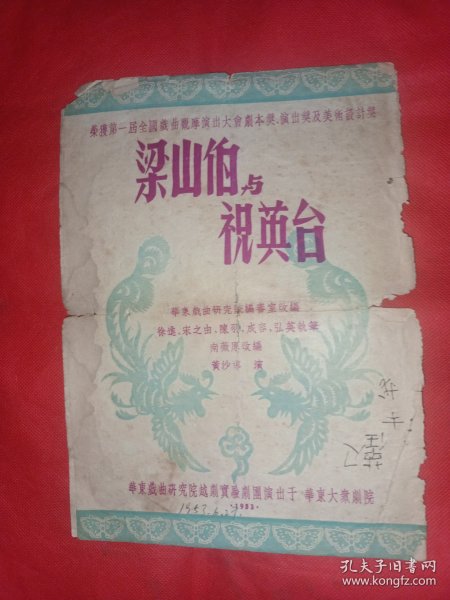 榮獲第一屆全國戲曲觀摩演出大會劇本獎、演出獎及美術設計獎
梁山伯与
祝英台
華東戲曲研究院編審室改編
徐進、宋之由、陳羽、成容、弘英執筆
南薇原改編
黃沙導演
華東戲曲研究院越劇實驗劇團演出于華東大衆劇院
·1953·
孔夫子旧书网
www.kongfz.com